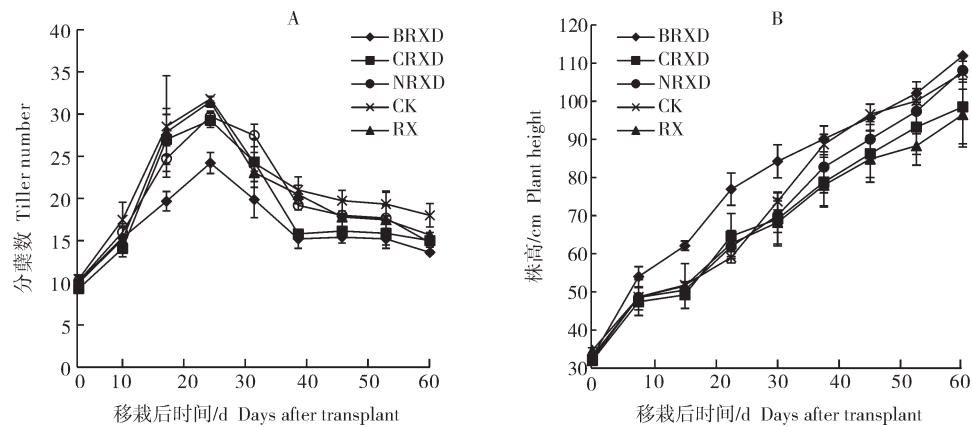 A
分蘖数 Tiller number
40
35
30
25
20
15
10
5
0
0 10 20 30 40 50 60
移栽后时间/d Days after transplant
BRXD
CRXD
NRXD
CK
RX
B
株高/cm Plant height
120
110
100
90
80
70
60
50
40
30
0 10 20 30 40 50 60
移栽后时间/d Days after transplant
BRXD
CRXD
NRXD
CK
RX